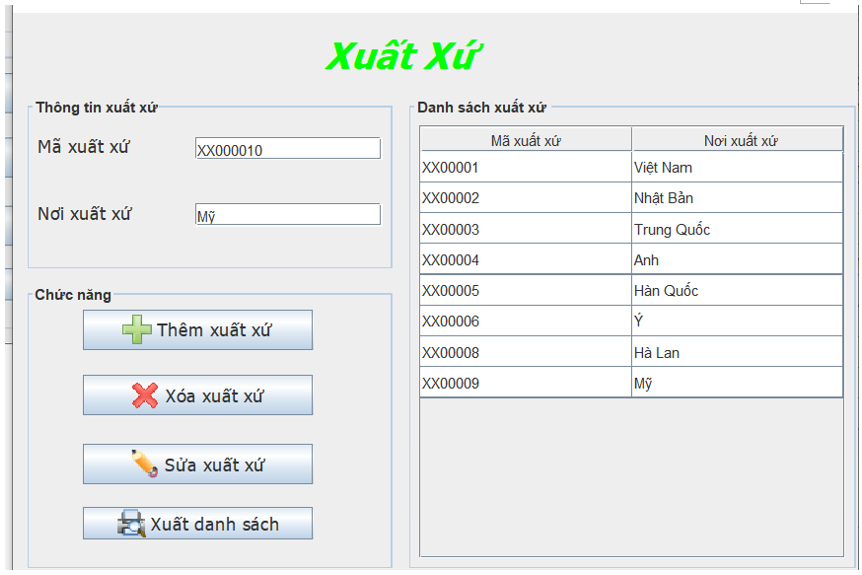 Xuất Xứ
Thông tin xuất xứ
Mã xuất xứ XX000010
Nơi xuất xứ Mỹ
Chức năng
Thêm xuất xứ
Xóa xuất xứ
Sửa xuất xứ
Xuất danh sách
Danh sách xuất xứ
Mã xuất xứ Nơi xuất xứ
XX00001 Việt Nam
XX00002 Nhật Bản
XX00003 Trung Quốc
XX00004 Anh
XX00005 Hàn Quốc
XX00006 Ý
XX00008 Hà Lan
XX00009 Mỹ